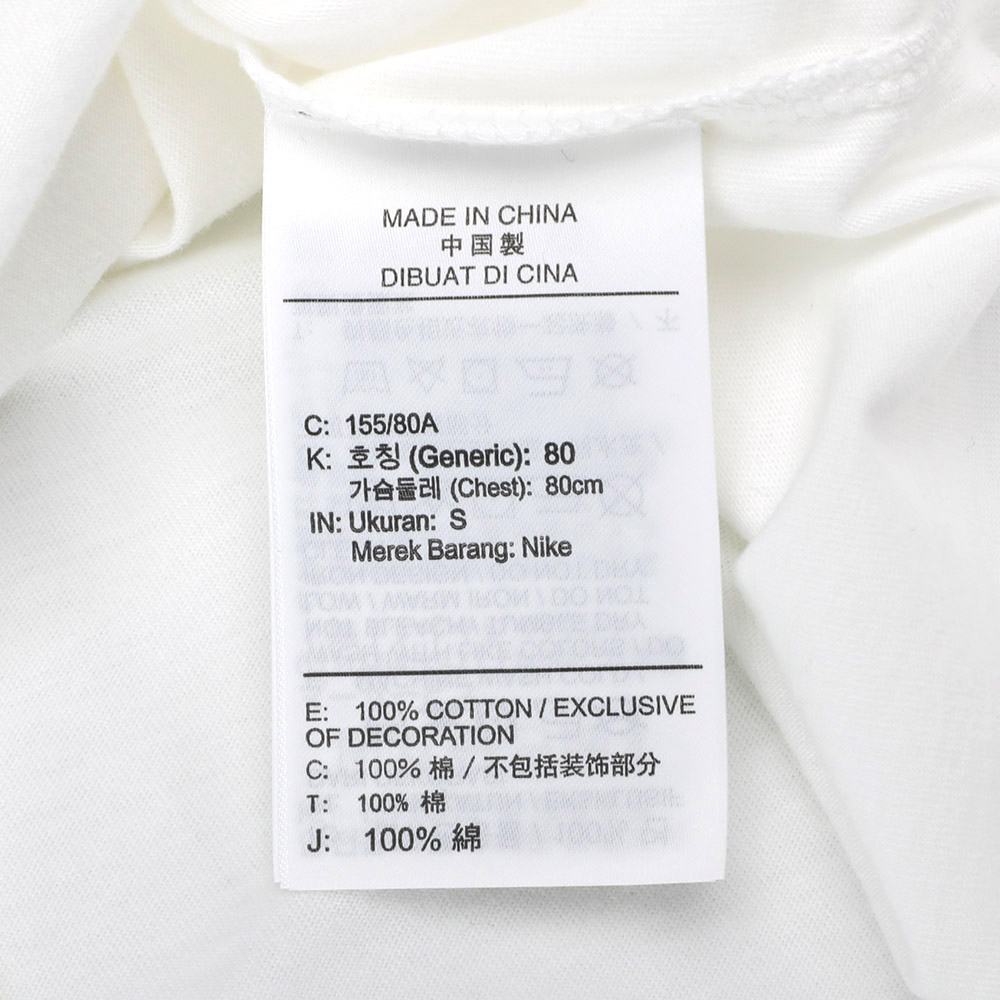 MADE IN CHINA
中国製
DIBUAT DI CINA
C: 155/80A
K: 호칭 (Generic): 80
가슴둘레 (Chest): 80cm
IN: Ukuran: S
Merek Barang: Nike
E: 100% COTTON / EXCLUSIVE
OF DECORATION
C: 100% 棉 / 不包括装饰部分
T: 100% 棉
J: 100% 綿